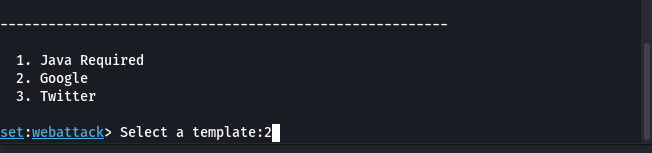 --------------------------------------------------------
1. Java Required
2. Google
3. Twitter
set:webattack> Select a template:2